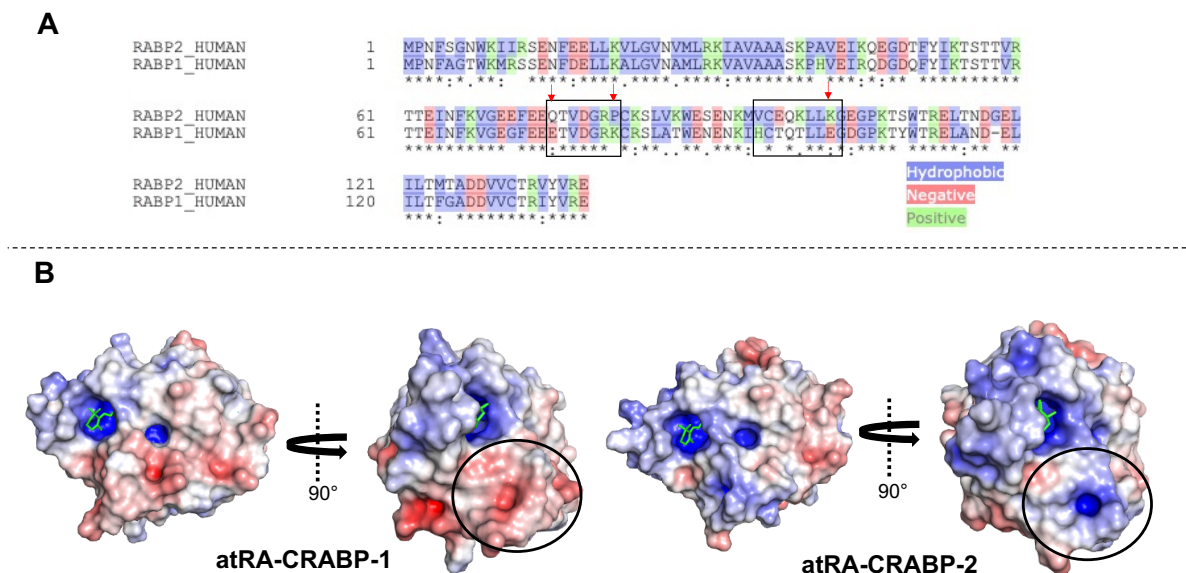 A
RABP2_HUMAN 1 MPNFSGNWKIIRSENFEELLKVLGVNVMLRKIAVAAASKPAVEIKQEGDTFYIKTSTTVR
RABP1_HUMAN 1 MPNFAGTWKMRSSENFDELLKALGVNAMLRKVAVAAASKPHVEIRQDGDQFYIKTSTTVR
****:*.**:  ****:****.****.****:******** ***:*:** **********
RABP2_HUMAN 61 TTEINFKVGEEFEEQTVDGRPCKSLVKWESENKMVCEQKLLKGEGPKTSWTRELTNDGEL
RABP1_HUMAN 61 TTEINFKVGEGFEEETVDGRKCRSLATWENENKIHCTQTLLEGDGPKTYWTRELAND-EL
********** ***:***** *:**..**.***: * *.**:*:**** *****:** **
RABP2_HUMAN 121 ILTMTADDVVCTRVYVRE
RABP1_HUMAN 120 ILTFGADDVVCTRIYVRE
***: ********:****
Hydrophobic
Negative
Positive
B
90°
90°
atRA-CRABP-1
atRA-CRABP-2